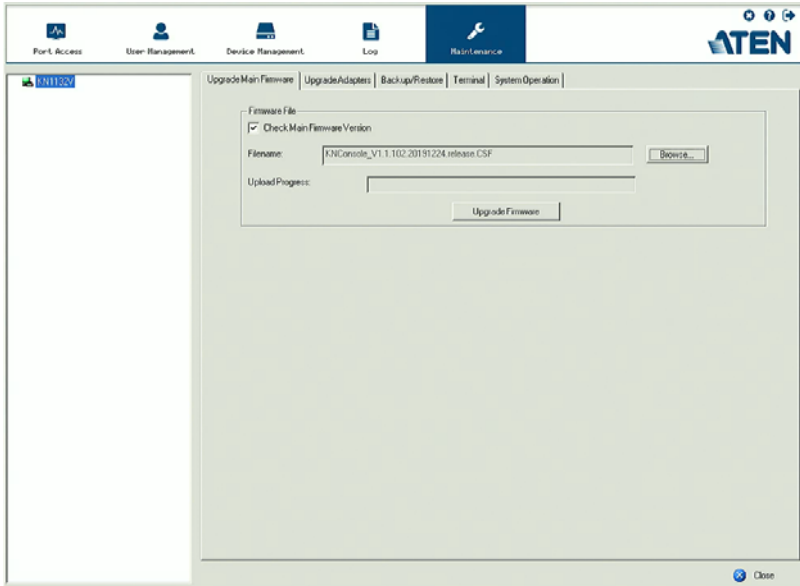 Port Access
User Management
Device Management
Log
Maintenance
ATEN
KN1132V
Upgrade Main Firmware
Upgrade Adapters
Backup/Restore
Terminal
System Operation
Firmware File
Check Main Firmware Version
Filename:
KNConsole_V1.1.102.20191224.release.CSF
Browse...
Upload Progress:
Upgrade Firmware
Close